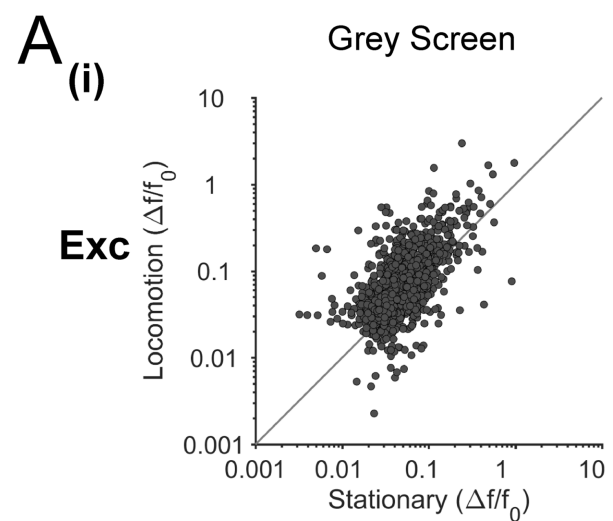 A
(i)
Grey Screen
Exc
Locomotion (Δf/f0)
10
1
0.1
0.01
0.001
0.001 0.01 0.1 1 10
Stationary (Δf/f0)